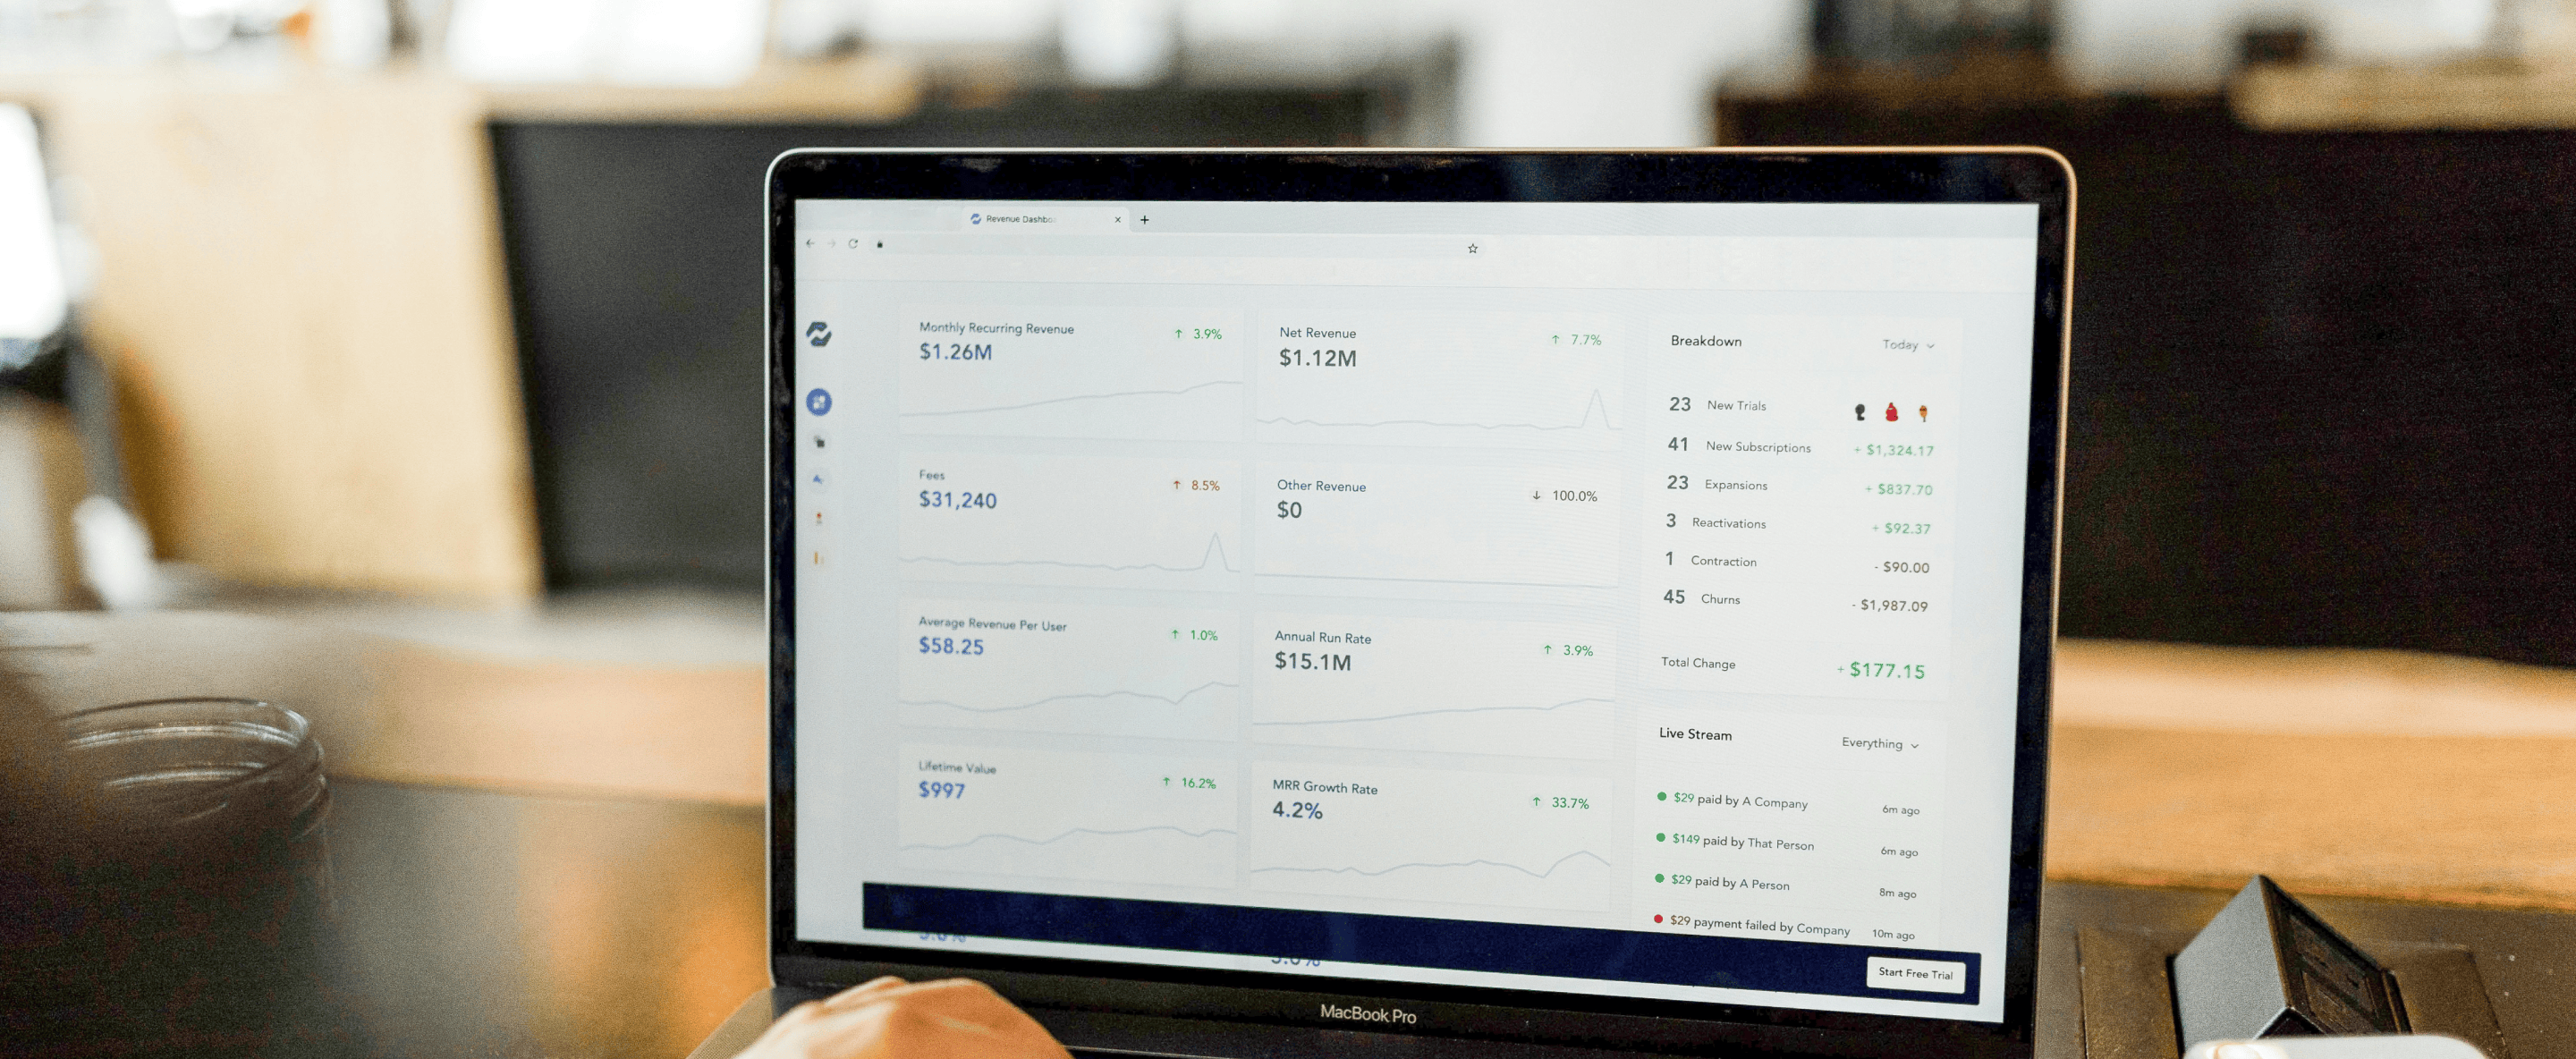 Revenue Dashbo
Monthly Recurring Revenue
↑ 3.9%
$1.26M
Net Revenue
↑ 7.7%
$1.12M
Fees
↑ 8.5%
$31,240
Other Revenue
↓ 100.0%
$0
Average Revenue Per User
↑ 1.0%
$58.25
Annual Run Rate
↑ 3.9%
$15.1M
Lifetime Value
↑ 16.2%
$997
MRR Growth Rate
↑ 33.7%
4.2%
Breakdown Today
23 New Trials
41 New Subscriptions + $1,324.17
23 Expansions + $837.70
3 Reactivations + $92.37
1 Contraction - $90.00
45 Churns - $1,987.09
Total Change + $177.15
Live Stream Everything
$29 paid by A Company 6m ago
$149 paid by That Person 6m ago
$29 paid by A Person 8m ago
$29 payment failed by Company 10m ago
Start Free Trial
MacBook Pro